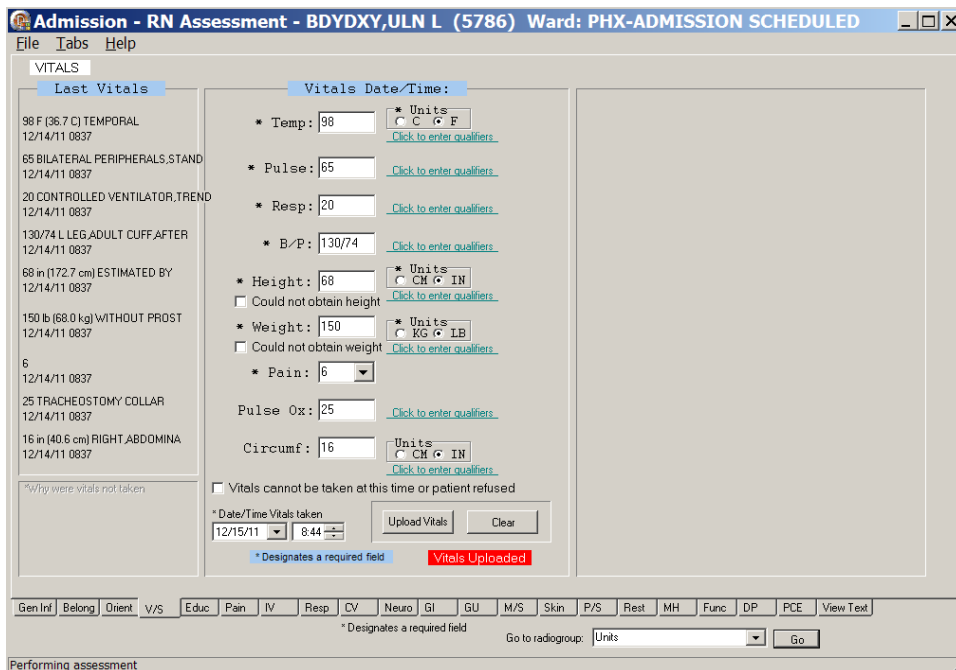 Admission - RN Assessment - BDYDXY,ULN L (5786) Ward: PHX-ADMISSION SCHEDULED
File Tabs Help
VITALS
Last Vitals
98 F (36.7 C) TEMPORAL
12/14/11 0837
65 BILATERAL PERIPHERALS,STAND
12/14/11 0837
20 CONTROLLED VENTILATOR,TREND
12/14/11 0837
130/74 L LEG,ADULT CUFF,AFTER
12/14/11 0837
68 in (172.7 cm) ESTIMATED BY
12/14/11 0837
150 lb (68.0 kg) WITHOUT PROST
12/14/11 0837
6
12/14/11 0837
25 TRACHEOSTOMY COLLAR
12/14/11 0837
16 in (40.6 cm) RIGHT,ABDOMINA
12/14/11 0837
*Why were vitals not taken
Vitals Date/Time:
* Temp: 98
* Units
C F
Click to enter qualifiers
* Pulse: 65
Click to enter qualifiers
* Resp: 20
Click to enter qualifiers
* B/P: 130/74
Click to enter qualifiers
* Height: 68
* Units
CM IN
Click to enter qualifiers
Could not obtain height
* Weight: 150
* Units
KG LB
Could not obtain weight
Click to enter qualifiers
* Pain: 6
Pulse Ox: 25
Click to enter qualifiers
Circumf: 16
Units
CM IN
Click to enter qualifiers
Vitals cannot be taken at this time or patient refused
* Date/Time Vitals taken
12/15/11 8:44
Upload Vitals Clear
* Designates a required field
Vitals Uploaded
Gen Inf Belong Orient V/S Educ Pain IV Resp CV Neuro GI GU M/S Skin P/S Rest MH Func DP PCE View Text
* Designates a required field
Go to radiogroup: Units Go
Performing assessment